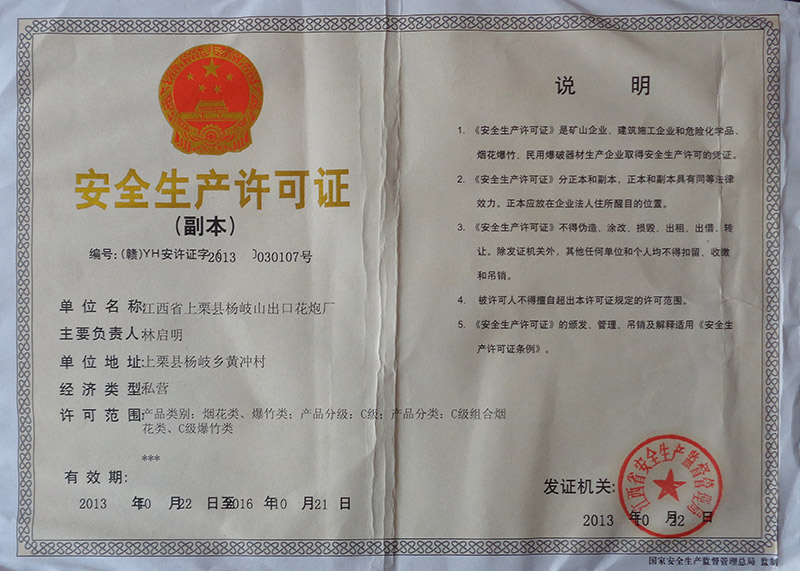 安全生产许可证
(副本)
编号:(赣)YH安许证字(2013 )030107号
单位名称:江西省上栗县杨岐山出口花炮厂
主要负责人:林启明
单位地址:上栗县杨岐乡黄冲村
经济类型:私营
许可范围:产品类别:烟花类、爆竹类;产品分级:C级;产品分类:C级组合烟
花类、C级爆竹类
***
有效期:
2013 年10 月22 日至2016 年10 月21 日
说 明
1. 《安全生产许可证》是矿山企业、建筑施工企业和危险化学品、
烟花爆竹、民用爆破器材生产企业取得安全生产许可的凭证。
2. 《安全生产许可证》分正本和副本,正本和副本具有同等法律
效力。正本应放在企业法人住所醒目的位置。
3. 《安全生产许可证》不得伪造、涂改、损毁、出租、出借、转
让。除发证机关外,其他任何单位和个人均不得扣留、收缴
和吊销。
4. 被许可人不得擅自超出本许可证规定的许可范围。
5. 《安全生产许可证》的颁发、管理、吊销及解释适用《安全生
产许可证条例》。
江西省安全生产监督管理局
发证机关:
2013 年10 月22 日
国家安全生产监督管理总局 监制